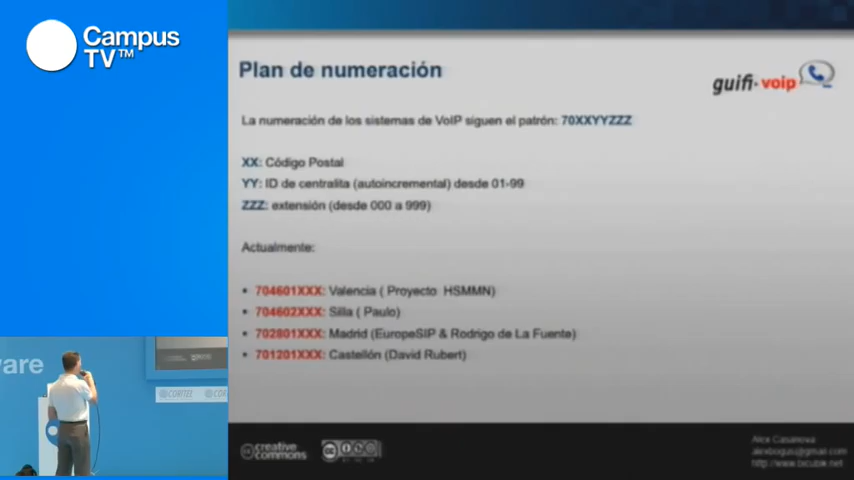 Campus
TV™
Plan de numeración
guifi·voip
La numeración de los sistemas de VoIP siguen el patrón: 70XXYYZZZ
XX: Código Postal
YY: ID de centralita (autoincremental) desde 01-99
ZZZ: extensión (desde 000 a 999)
Actualmente:
• 704601XXX: Valencia ( Proyecto HSMMN)
• 704602XXX: Silla ( Paulo)
• 702801XXX: Madrid (EuropeSIP & Rodrigo de La Fuente)
• 701201XXX: Castellón (David Rubert)
ware
CORITEL
creative
commons
cc
Alex Casanova
alexbogus@gmail.com
http://www.bicubik.net